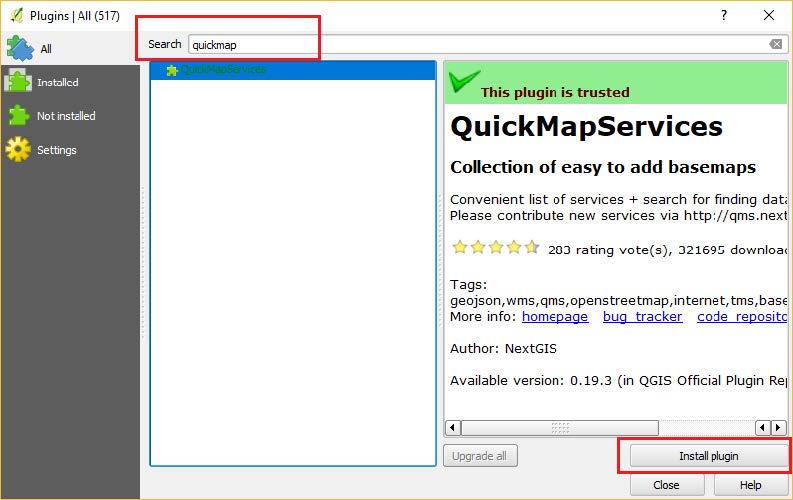 Plugins | All (517)
All
Installed
Not installed
Settings
Search quickmap
QuickMapServices
This plugin is trusted
QuickMapServices
Collection of easy to add basemaps
Convenient list of services + search for finding data
Please contribute new services via http://qms.next
283 rating vote(s), 321695 downloa
Tags:
geojson,wms,qms,openstreetmap,internet,tms,base
More info: homepage bug tracker code reposito
Author: NextGIS
Available version: 0.19.3 (in QGIS Official Plugin Rep
Upgrade all
Install plugin
Close
Help